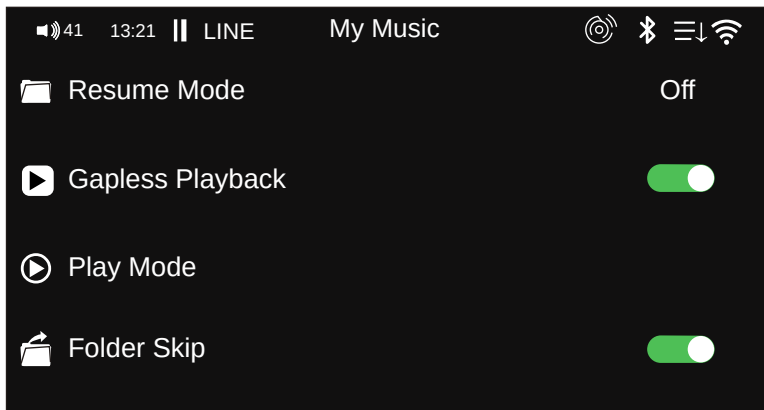 41 13:21 LINE My Music
Resume Mode Off
Gapless Playback
Play Mode
Folder Skip